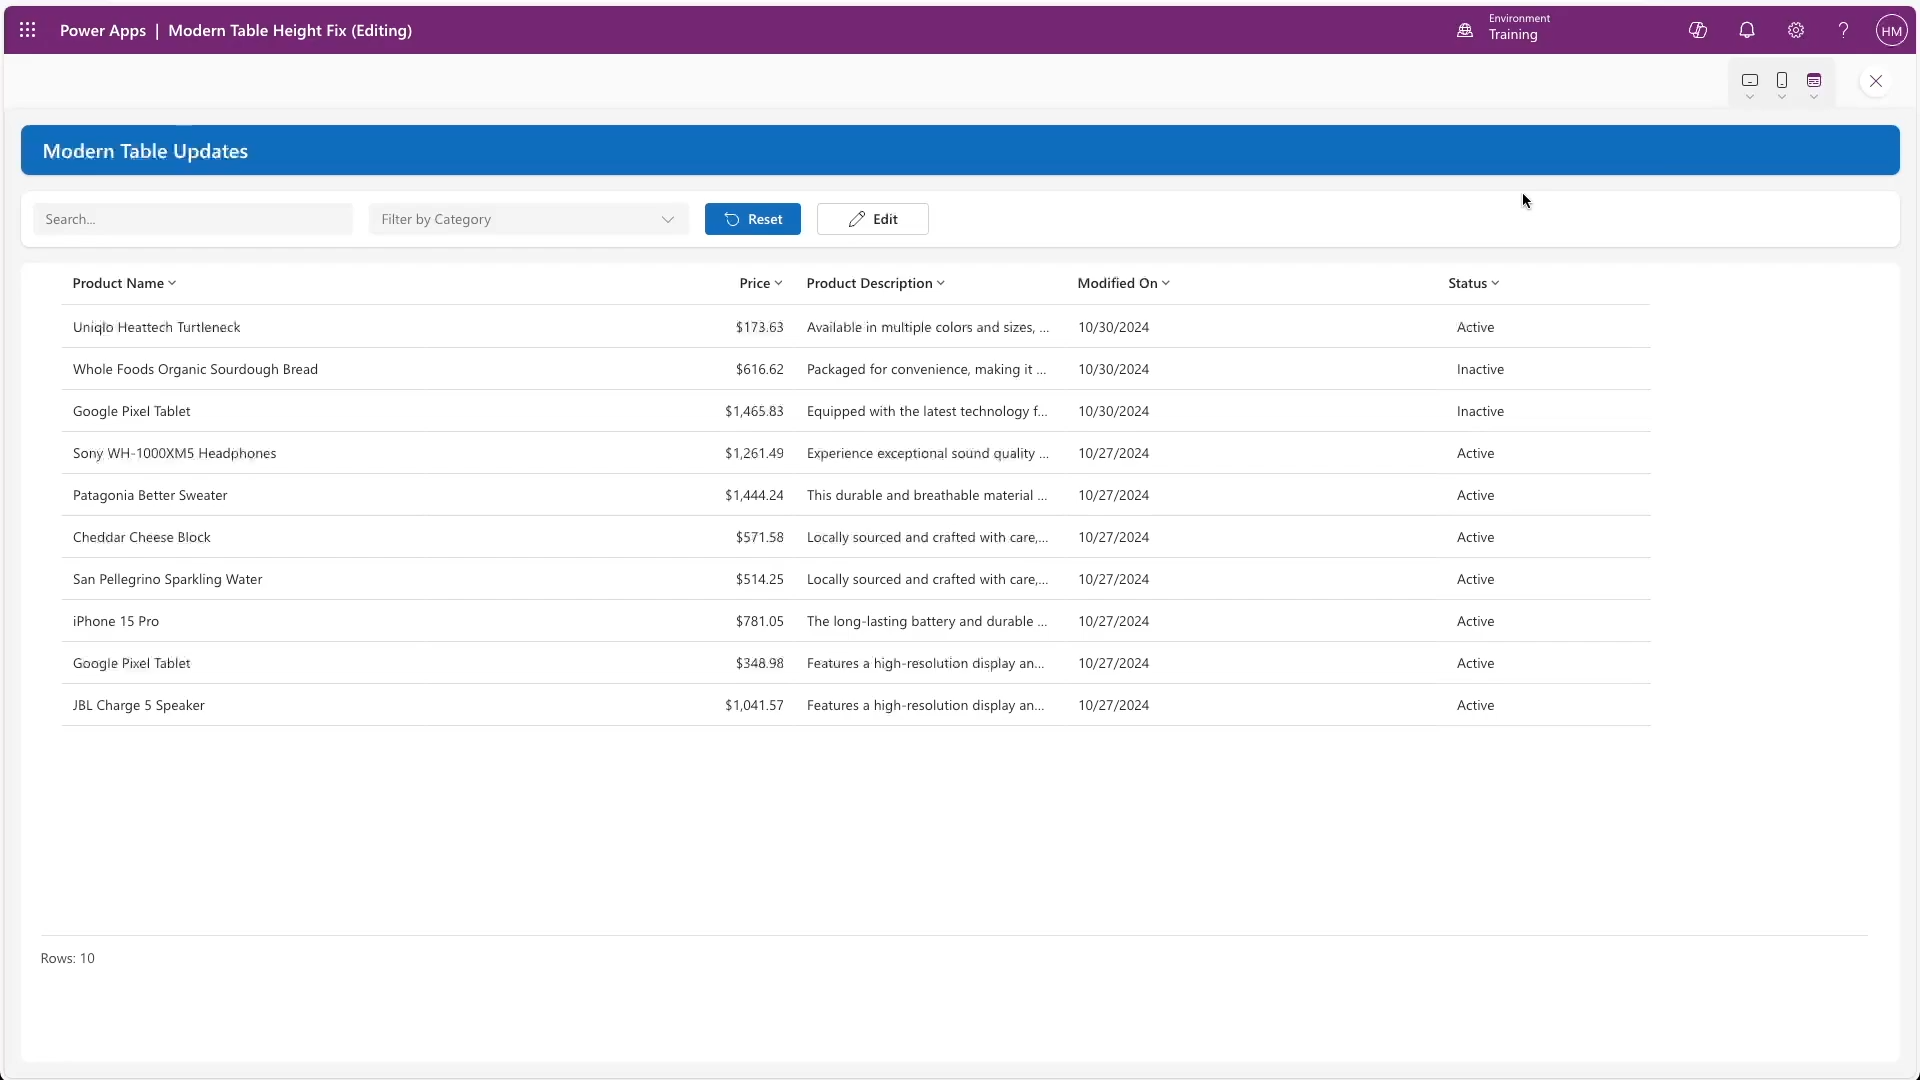 Power Apps | Modern Table Height Fix (Editing)
Environment
Training
HM
Modern Table Updates
Search...
Filter by Category
Reset
Edit
Product Name Price Product Description Modified On Status
Uniqlo Heattech Turtleneck $173.63 Available in multiple colors and sizes, ... 10/30/2024 Active
Whole Foods Organic Sourdough Bread $616.62 Packaged for convenience, making it ... 10/30/2024 Inactive
Google Pixel Tablet $1,465.83 Equipped with the latest technology f... 10/30/2024 Inactive
Sony WH-1000XM5 Headphones $1,261.49 Experience exceptional sound quality ... 10/27/2024 Active
Patagonia Better Sweater $1,444.24 This durable and breathable material ... 10/27/2024 Active
Cheddar Cheese Block $571.58 Locally sourced and crafted with care,... 10/27/2024 Active
San Pellegrino Sparkling Water $514.25 Locally sourced and crafted with care,... 10/27/2024 Active
iPhone 15 Pro $781.05 The long-lasting battery and durable ... 10/27/2024 Active
Google Pixel Tablet $348.98 Features a high-resolution display an... 10/27/2024 Active
JBL Charge 5 Speaker $1,041.57 Features a high-resolution display an... 10/27/2024 Active
Rows: 10